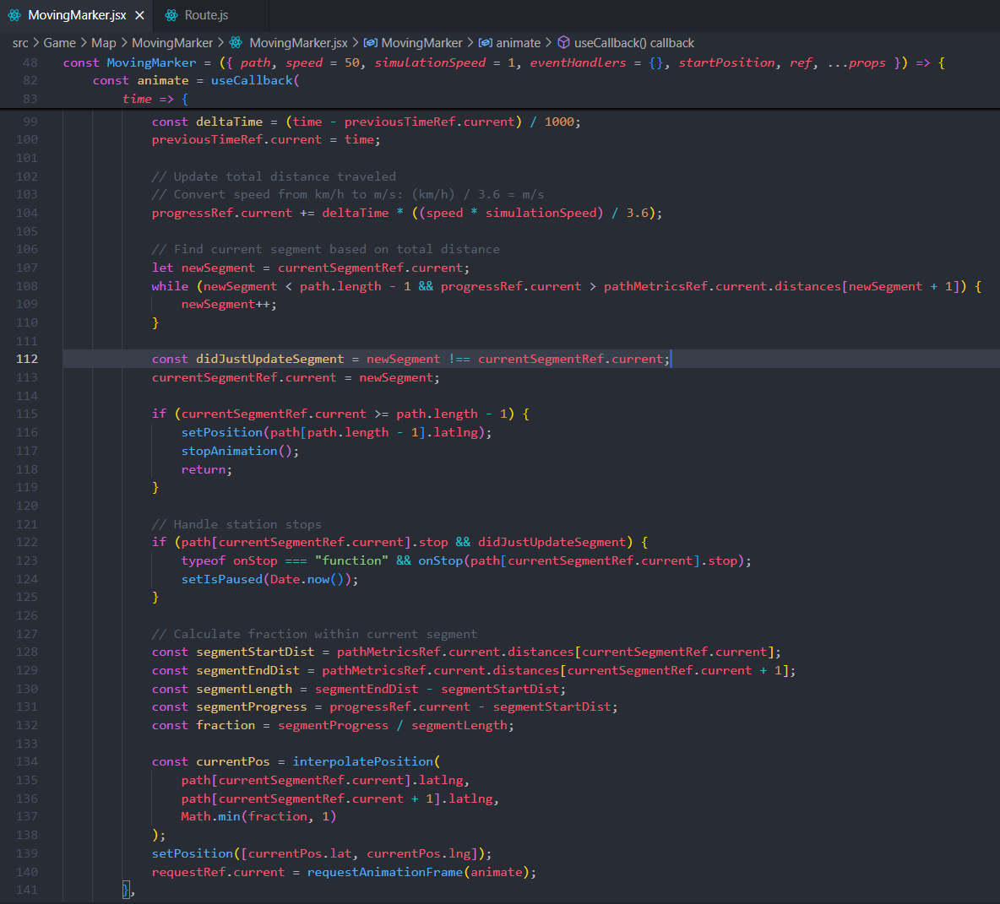 MovingMarker.jsx
Route.js
src > Game > Map > MovingMarker > MovingMarker.jsx > MovingMarker > animate > useCallback() callback
48 const MovingMarker = ({ path, speed = 50, simulationSpeed = 1, eventHandlers = {}, startPosition, ref, ...props }) => {
82 const animate = useCallback(
83 time => {
99 const deltaTime = (time - previousTimeRef.current) / 1000;
100 previousTimeRef.current = time;
101
102 // Update total distance traveled
103 // Convert speed from km/h to m/s: (km/h) / 3.6 = m/s
104 progressRef.current += deltaTime * ((speed * simulationSpeed) / 3.6);
105
106 // Find current segment based on total distance
107 let newSegment = currentSegmentRef.current;
108 while (newSegment < path.length - 1 && progressRef.current > pathMetricsRef.current.distances[newSegment + 1]) {
109 newSegment++;
110 }
111
112 const didJustUpdateSegment = newSegment !== currentSegmentRef.current;
113 currentSegmentRef.current = newSegment;
114
115 if (currentSegmentRef.current >= path.length - 1) {
116 setPosition(path[path.length - 1].latlng);
117 stopAnimation();
118 return;
119 }
120
121 // Handle station stops
122 if (path[currentSegmentRef.current].stop && didJustUpdateSegment) {
123 typeof onStop === "function" && onStop(path[currentSegmentRef.current].stop);
124 setIsPaused(Date.now());
125 }
126
127 // Calculate fraction within current segment
128 const segmentStartDist = pathMetricsRef.current.distances[currentSegmentRef.current];
129 const segmentEndDist = pathMetricsRef.current.distances[currentSegmentRef.current + 1];
130 const segmentLength = segmentEndDist - segmentStartDist;
131 const segmentProgress = progressRef.current - segmentStartDist;
132 const fraction = segmentProgress / segmentLength;
133
134 const currentPos = interpolatePosition(
135 path[currentSegmentRef.current].latlng,
136 path[currentSegmentRef.current + 1].latlng,
137 Math.min(fraction, 1)
138 );
139 setPosition([currentPos.lat, currentPos.lng]);
140 requestRef.current = requestAnimationFrame(animate);
141 },